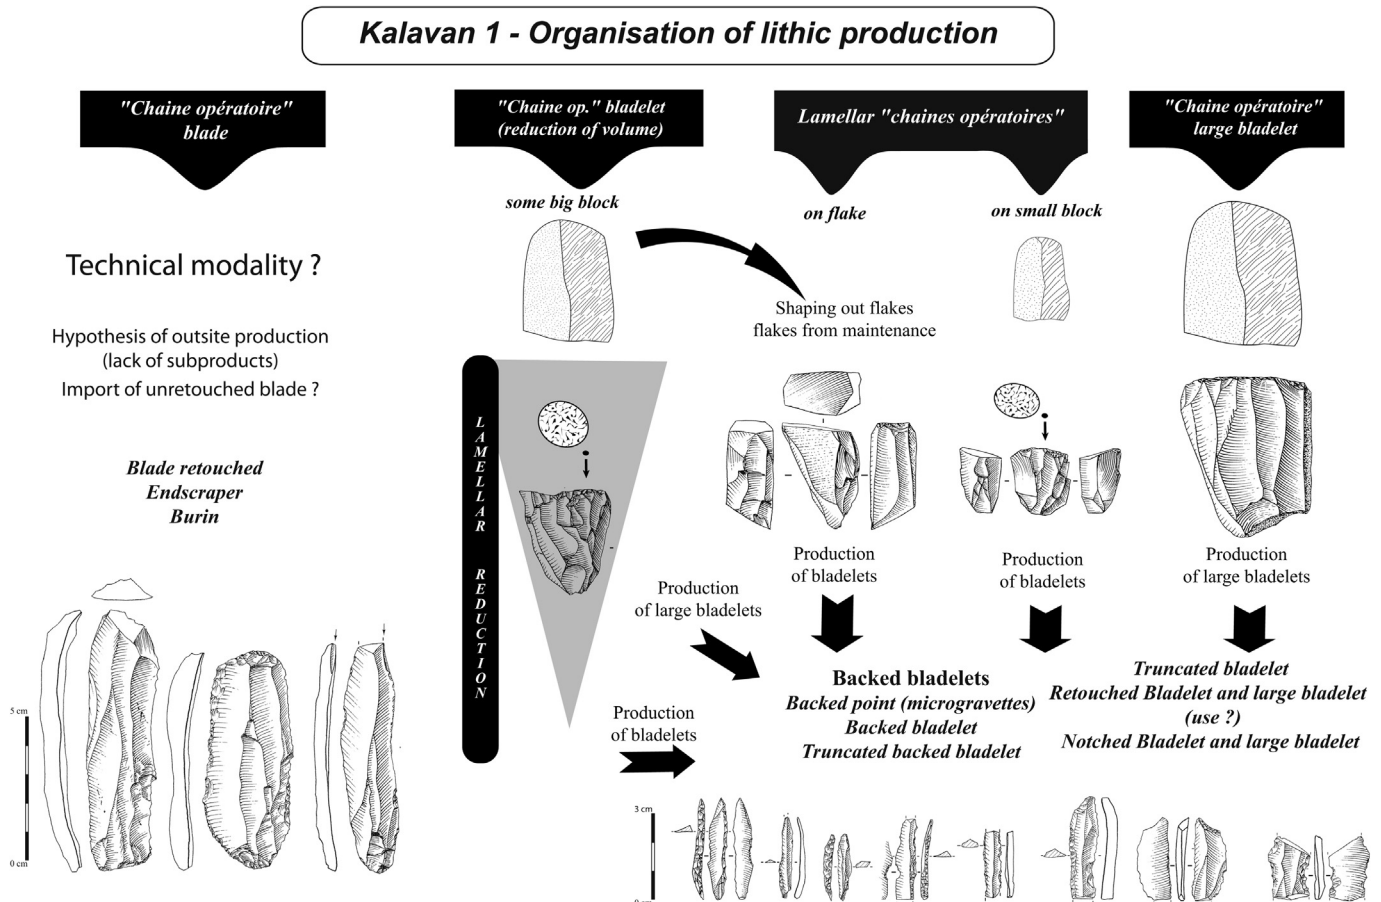 Kalavan 1 - Organisation of lithic production
"Chaine opératoire"
blade
"Chaine op." bladelet
(reduction of volume)
Lamellar "chaines opératoires"
"Chaine opératoire"
large bladelet
some big block
on flake
on small block
Technical modality ?
Hypothesis of outsite production
(lack of subproducts)
Import of unretouched blade ?
Blade retouched
Endscraper
Burin
Shaping out flakes
flakes from maintenance
LAMELLAR REDUCTION
Production
of large bladelets
Production
of bladelets
Production
of bladelets
Production
of bladelets
Production
of large bladelets
Backed bladelets
Backed point (microgravettes)
Backed bladelet
Truncated backed bladelet
Truncated bladelet
Retouched Bladelet and large bladelet
(use ?)
Notched Bladelet and large bladelet
5 cm
0 cm
3 cm
0 cm